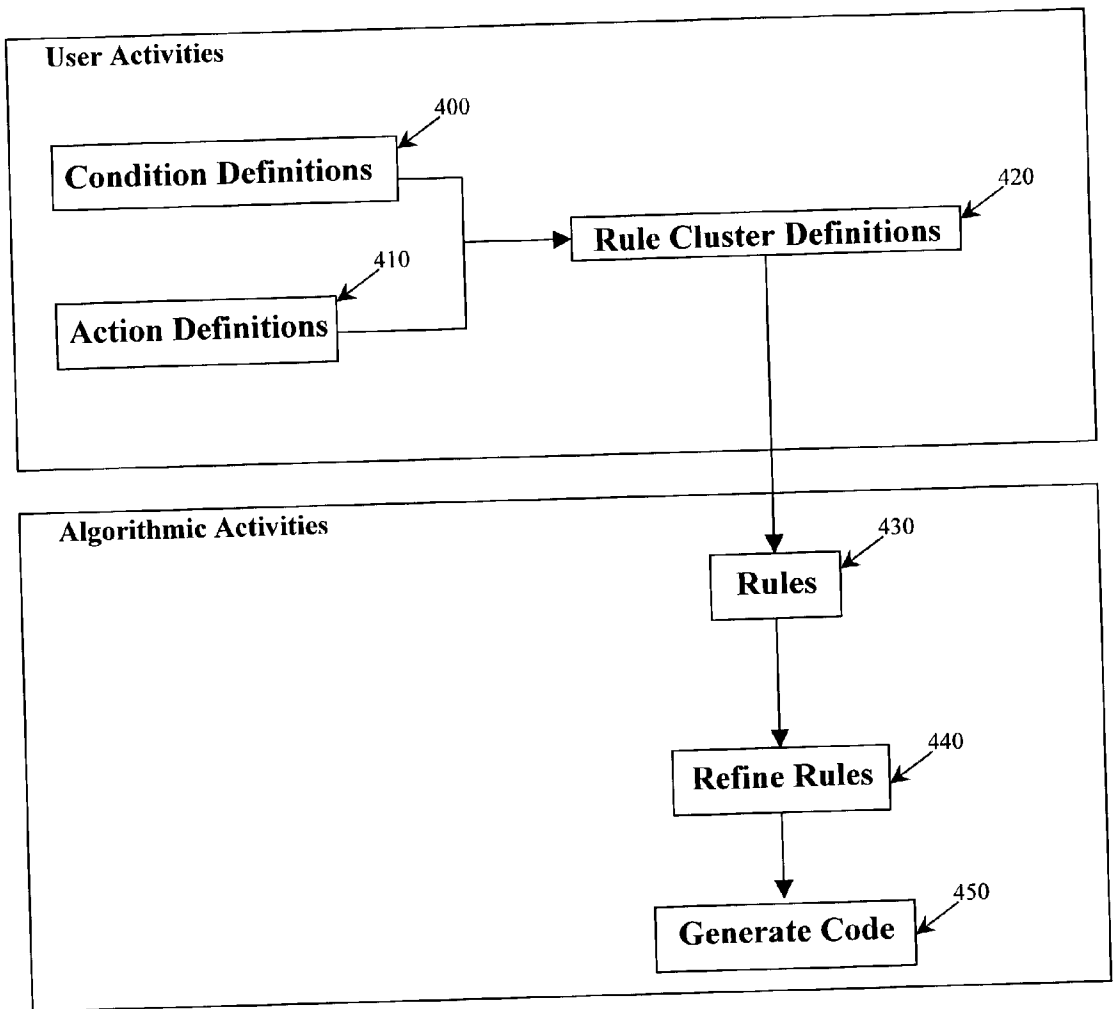 User Activities
400
Condition Definitions
420
Rule Cluster Definitions
410
Action Definitions
Algorithmic Activities
430
Rules
440
Refine Rules
450
Generate Code